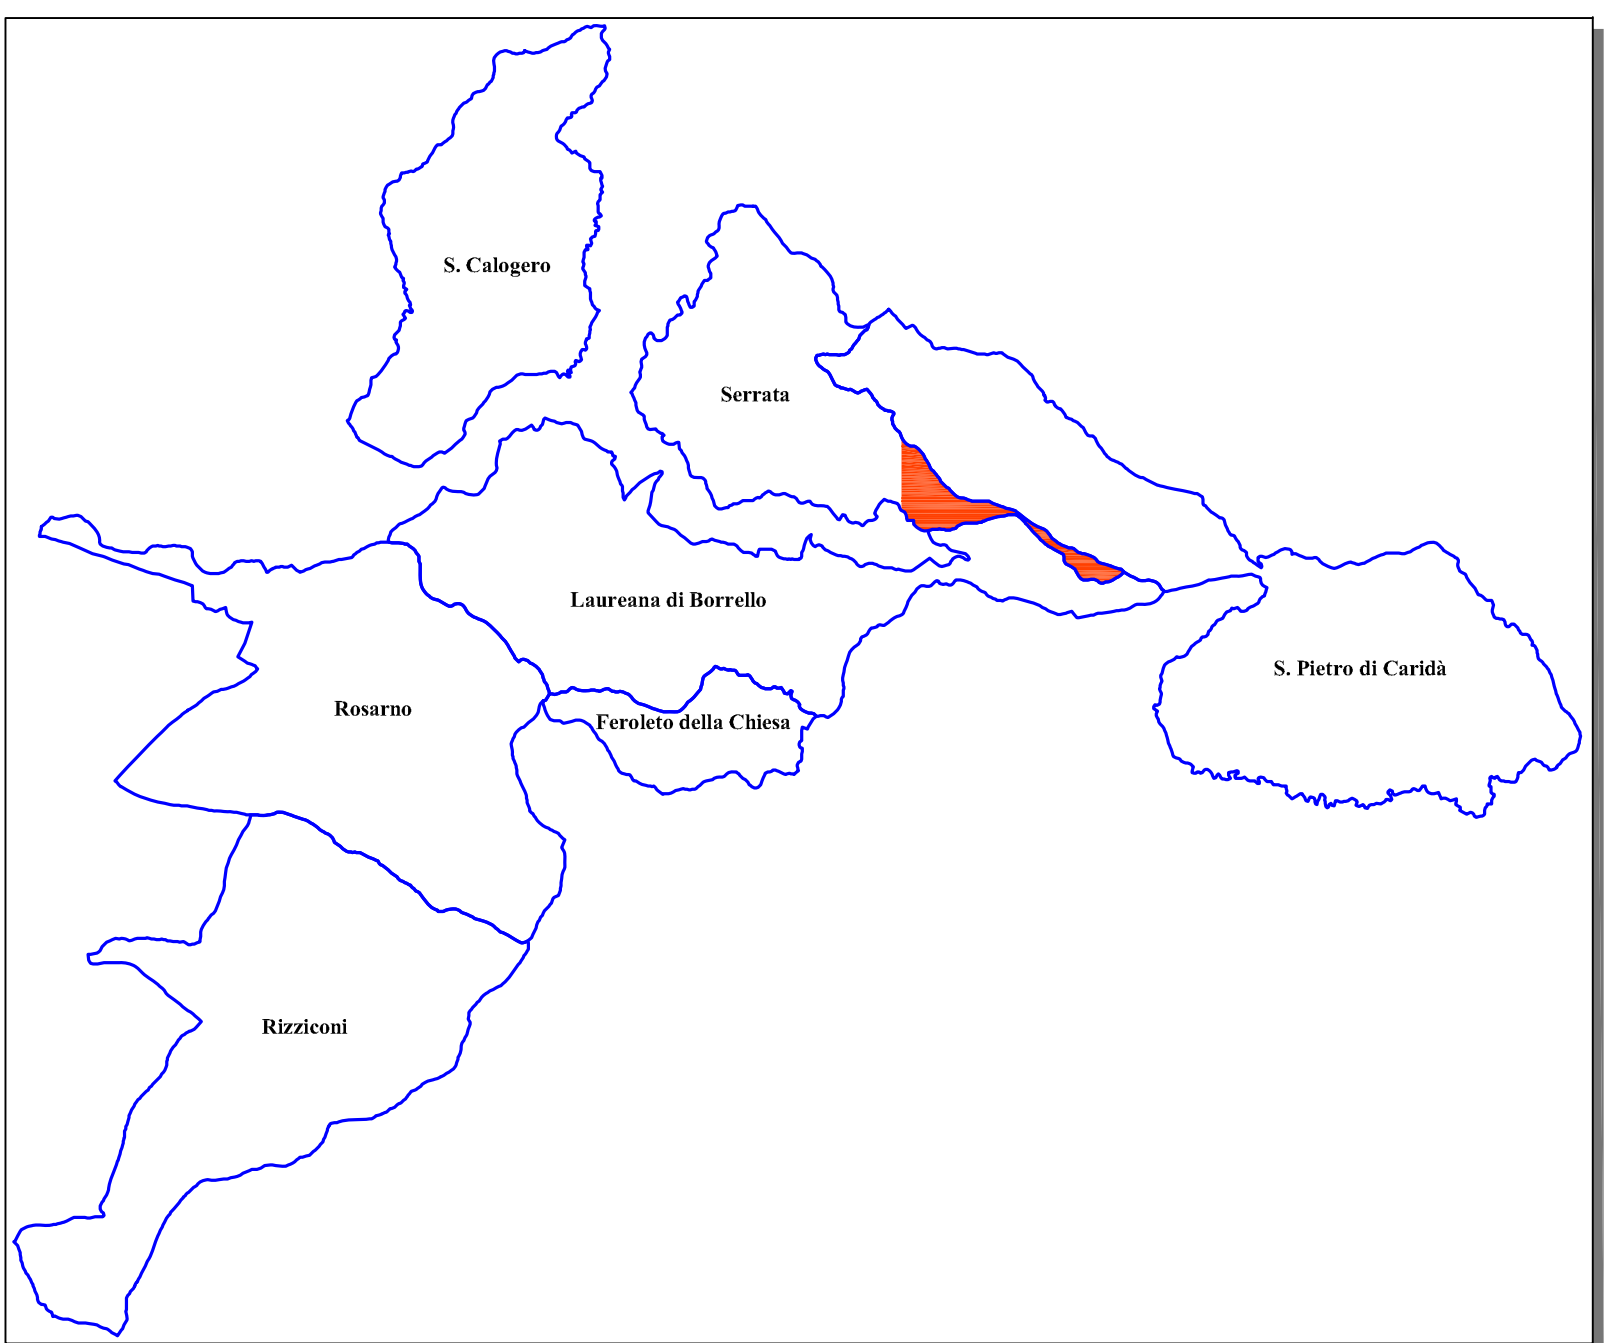 S. Calogero
Serrata
Laureana di Borrello
S. Pietro di Caridà
Rosarno
Feroleto della Chiesa
Rizziconi